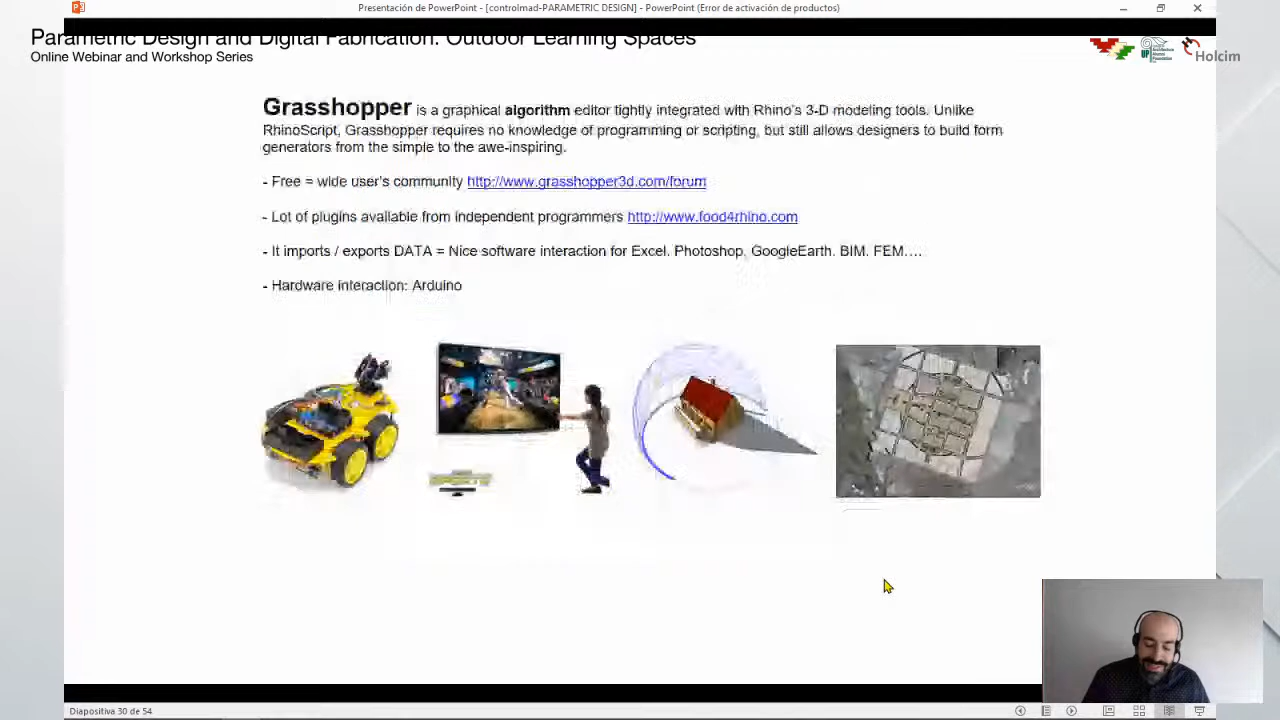 Presentación de PowerPoint - [controlmad-PARAMETRIC DESIGN] - PowerPoint (Error de activación de productos)
Parametric Design and Digital Fabrication: Outdoor Learning Spaces
Online Webinar and Workshop Series
UP
Holcim
Grasshopper is a graphical algorithm editor tightly integrated with Rhino's 3-D modeling tools. Unlike
RhinoScript, Grasshopper requires no knowledge of programming or scripting, but still allows designers to build form
generators from the simple to the awe-inspiring.
- Free = wide user's community http://www.grasshopper3d.com/forum
- Lot of plugins available from independent programmers http://www.food4rhino.com
- It imports / exports DATA = Nice software interaction for Excel, Photoshop, GoogleEarth, BIM, FEM….
- Hardware interaction: Arduino
Diapositiva 30 de 54